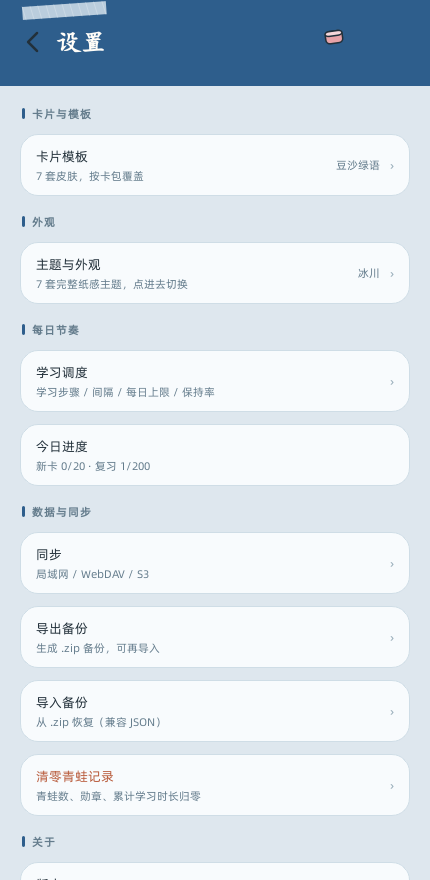 设置
卡片与模板
卡片模板
7 套皮肤，按卡包覆盖
豆沙绿语 ›
外观
主题与外观
7 套完整纸感主题，点进去切换
冰川 ›
每日节奏
学习调度
学习步骤 / 间隔 / 每日上限 / 保持率
›
今日进度
新卡 0/20 · 复习 1/200
数据与同步
同步
局域网 / WebDAV / S3
›
导出备份
生成 .zip 备份，可再导入
›
导入备份
从 .zip 恢复（兼容 JSON）
›
清零青蛙记录
青蛙数、勋章、累计学习时长归零
›
关于